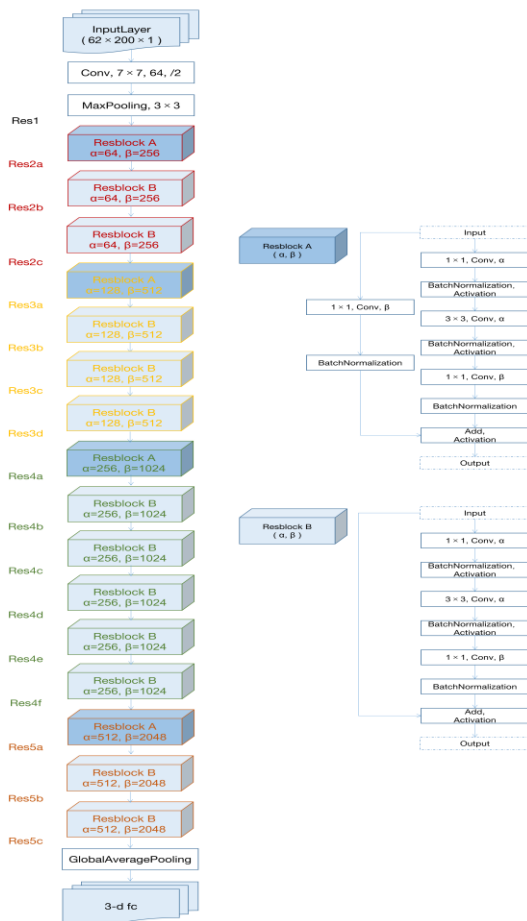 InputLayer
( 62 × 200 × 1 )
Conv, 7 × 7, 64, /2
MaxPooling, 3 × 3
Res1
Resblock A
α=64, β=256
Res2a
Resblock B
α=64, β=256
Res2b
Resblock B
α=64, β=256
Res2c
Resblock A
α=128, β=512
Res3a
Resblock B
α=128, β=512
Res3b
Resblock B
α=128, β=512
Res3c
Resblock B
α=128, β=512
Res3d
Resblock A
α=256, β=1024
Res4a
Resblock B
α=256, β=1024
Res4b
Resblock B
α=256, β=1024
Res4c
Resblock B
α=256, β=1024
Res4d
Resblock B
α=256, β=1024
Res4e
Resblock B
α=256, β=1024
Res4f
Resblock A
α=512, β=2048
Res5a
Resblock B
α=512, β=2048
Res5b
Resblock B
α=512, β=2048
Res5c
GlobalAveragePooling
3-d fc
Resblock A
( α, β )
Input
1 × 1, Conv, α
BatchNormalization,
Activation
3 × 3, Conv, α
BatchNormalization,
Activation
1 × 1, Conv, β
BatchNormalization
1 × 1, Conv, β
BatchNormalization
Add,
Activation
Output
Resblock B
( α, β )
Input
1 × 1, Conv, α
BatchNormalization,
Activation
3 × 3, Conv, α
BatchNormalization,
Activation
1 × 1, Conv, β
BatchNormalization
Add,
Activation
Output